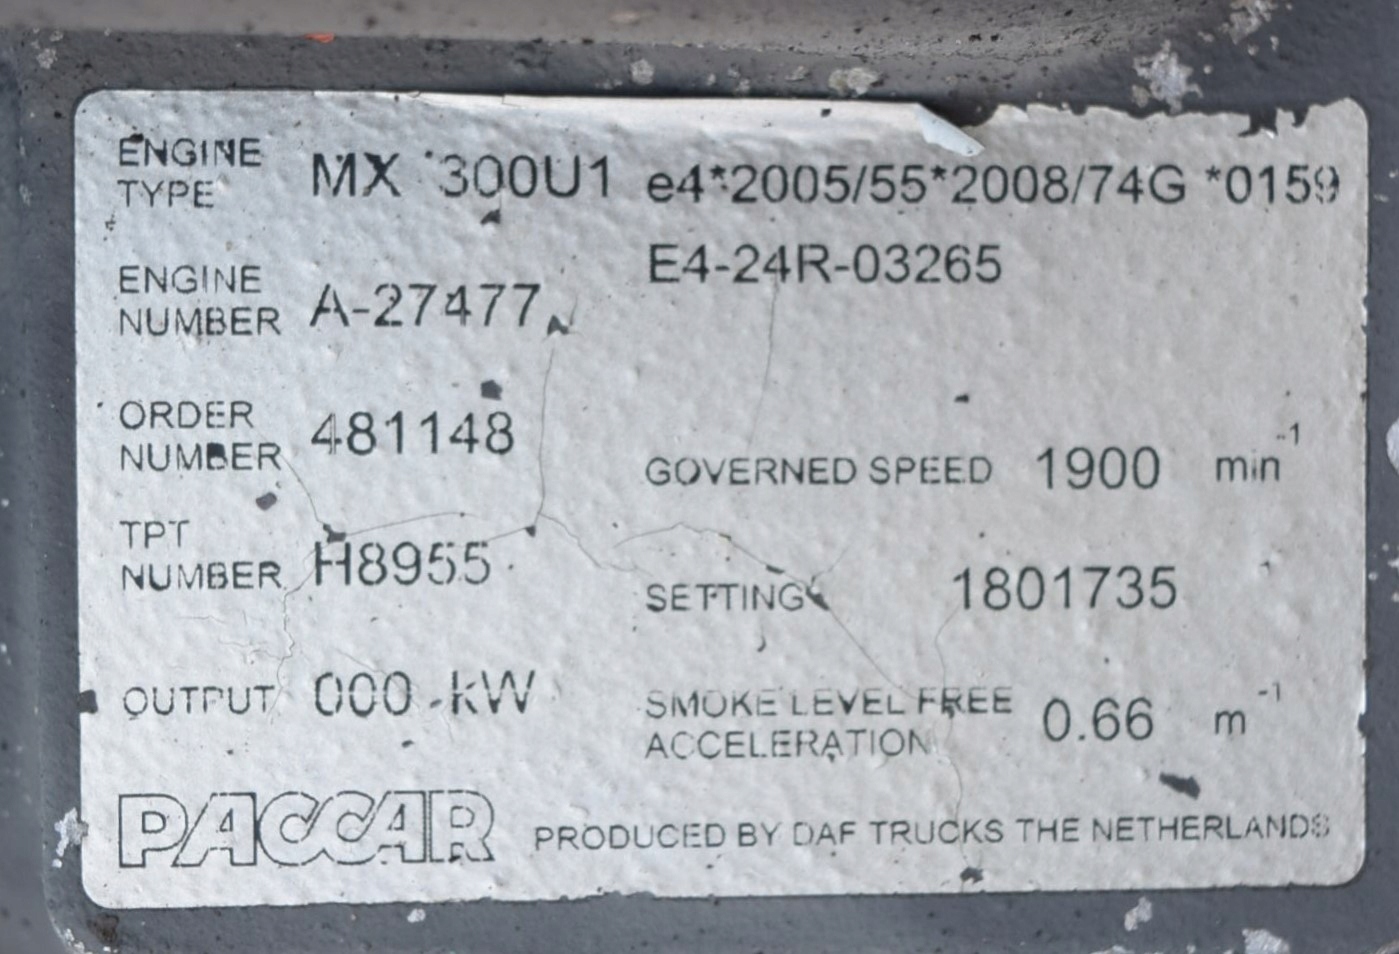 ENGINE TYPE MX 300U1 e4*2005/55*2008/74G *0159
E4-24R-03265
ENGINE NUMBER A-27477
ORDER NUMBER 481148
GOVERNED SPEED 1900 min-1
TPT NUMBER H8955
SETTING 1801735
OUTPUT 000 kW
SMOKE LEVEL FREE ACCELERATION 0.66 m-1
PACCAR PRODUCED BY DAF TRUCKS THE NETHERLANDS